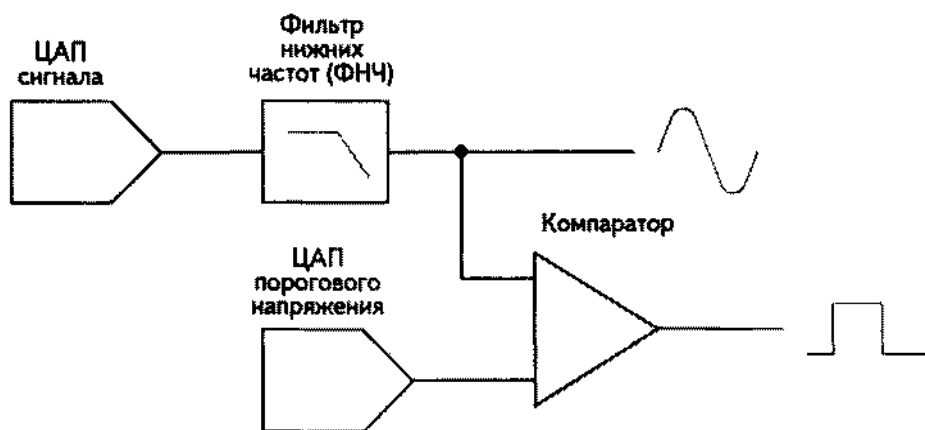 ЦАП
сигнала
Фильтр
нижних
частот (ФНЧ)
Компаратор
ЦАП
порогового
напряжения